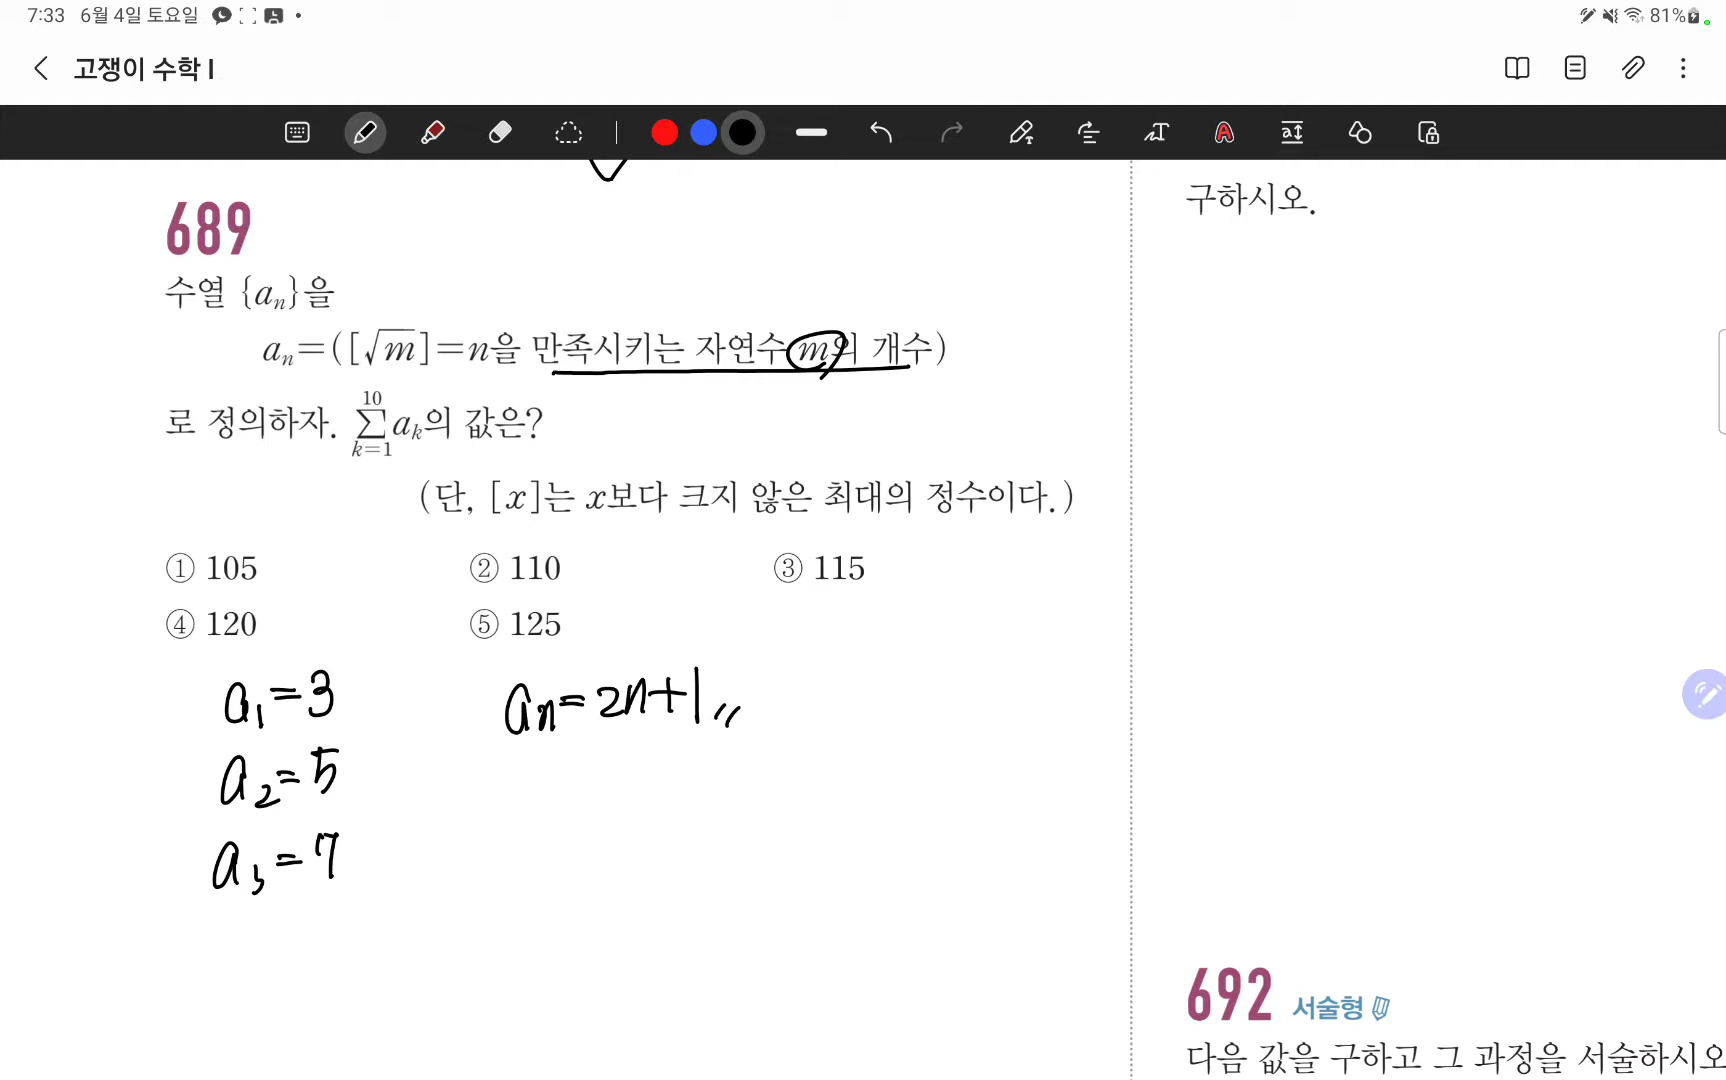 7:33 6월 4일 토요일
81%
고쟁이 수학 I
689
수열 {aₙ}을
aₙ=([√m]=n을 만족시키는 자연수 m의 개수)
로 정의하자. ∑_{k=1}^{10} aₖ의 값은?
(단, [x]는 x보다 크지 않은 최대의 정수이다.)
① 105 ② 110 ③ 115
④ 120 ⑤ 125
a₁=3
a₂=5
a₃=7
aₙ=2n+1
구하시오.
692 서술형
다음 값을 구하고 그 과정을 서술하시오